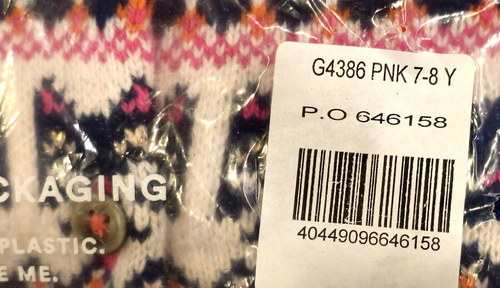 G4386 PNK 7-8 Y
P.O 646158
40449096646158
CKAGING
PLASTIC.
E ME.